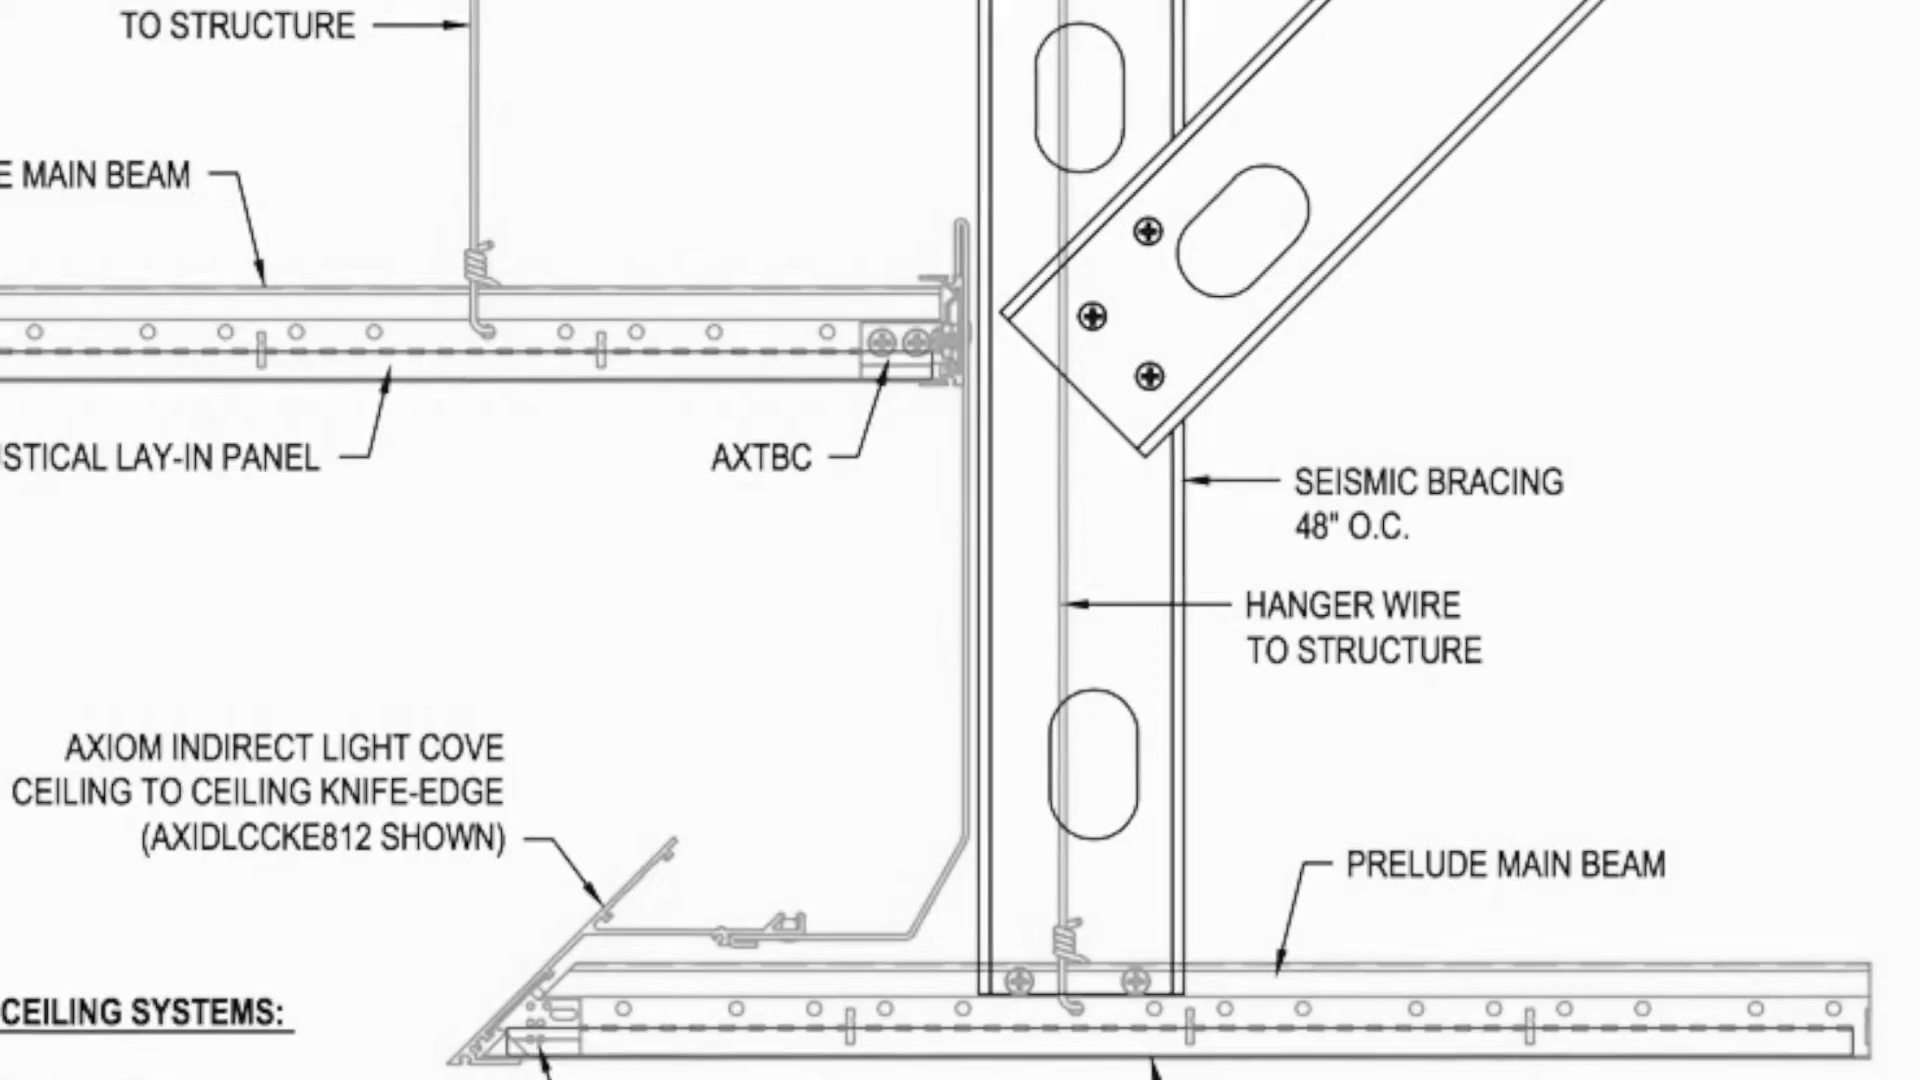 TO STRUCTURE
E MAIN BEAM
STICAL LAY-IN PANEL
AXTBC
SEISMIC BRACING
48" O.C.
HANGER WIRE
TO STRUCTURE
AXIOM INDIRECT LIGHT COVE
CEILING TO CEILING KNIFE-EDGE
(AXIDLCCKE812 SHOWN)
PRELUDE MAIN BEAM
CEILING SYSTEMS: